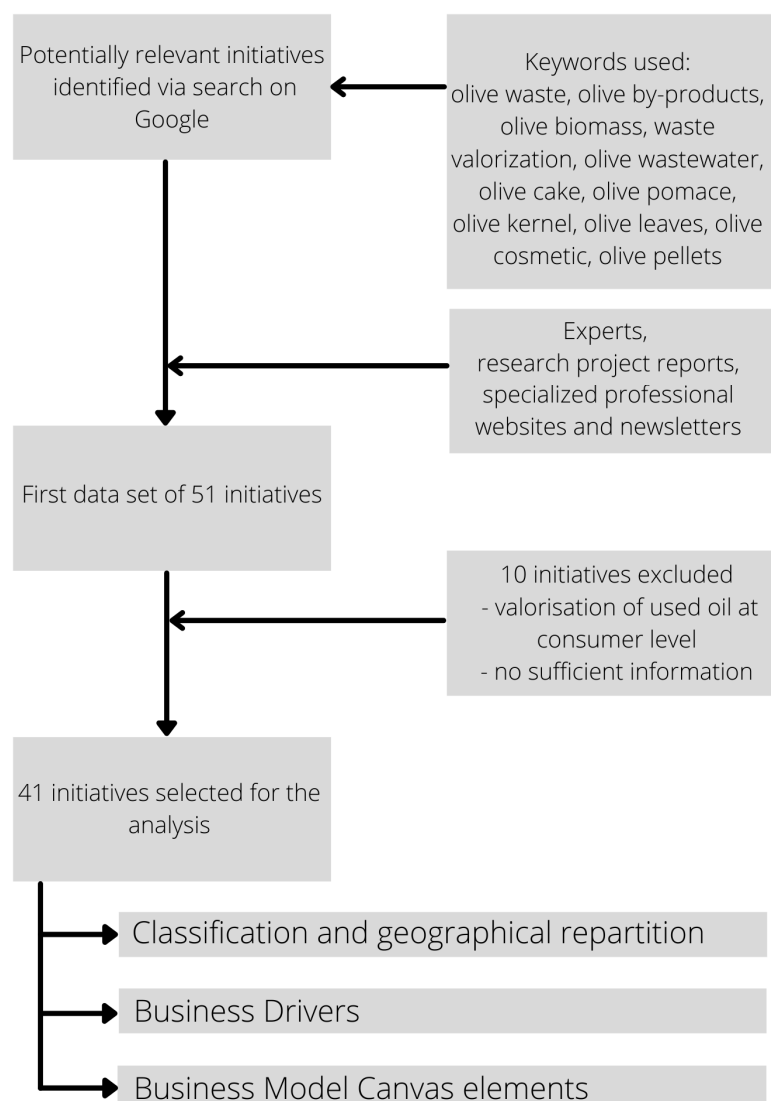 Potentially relevant initiatives
identified via search on
Google
Keywords used:
olive waste, olive by-products,
olive biomass, waste
valorization, olive wastewater,
olive cake, olive pomace,
olive kernel, olive leaves, olive
cosmetic, olive pellets
Experts,
research project reports,
specialized professional
websites and newsletters
First data set of 51 initiatives
10 initiatives excluded
- valorisation of used oil at
consumer level
- no sufficient information
41 initiatives selected for the
analysis
Classification and geographical repartition
Business Drivers
Business Model Canvas elements